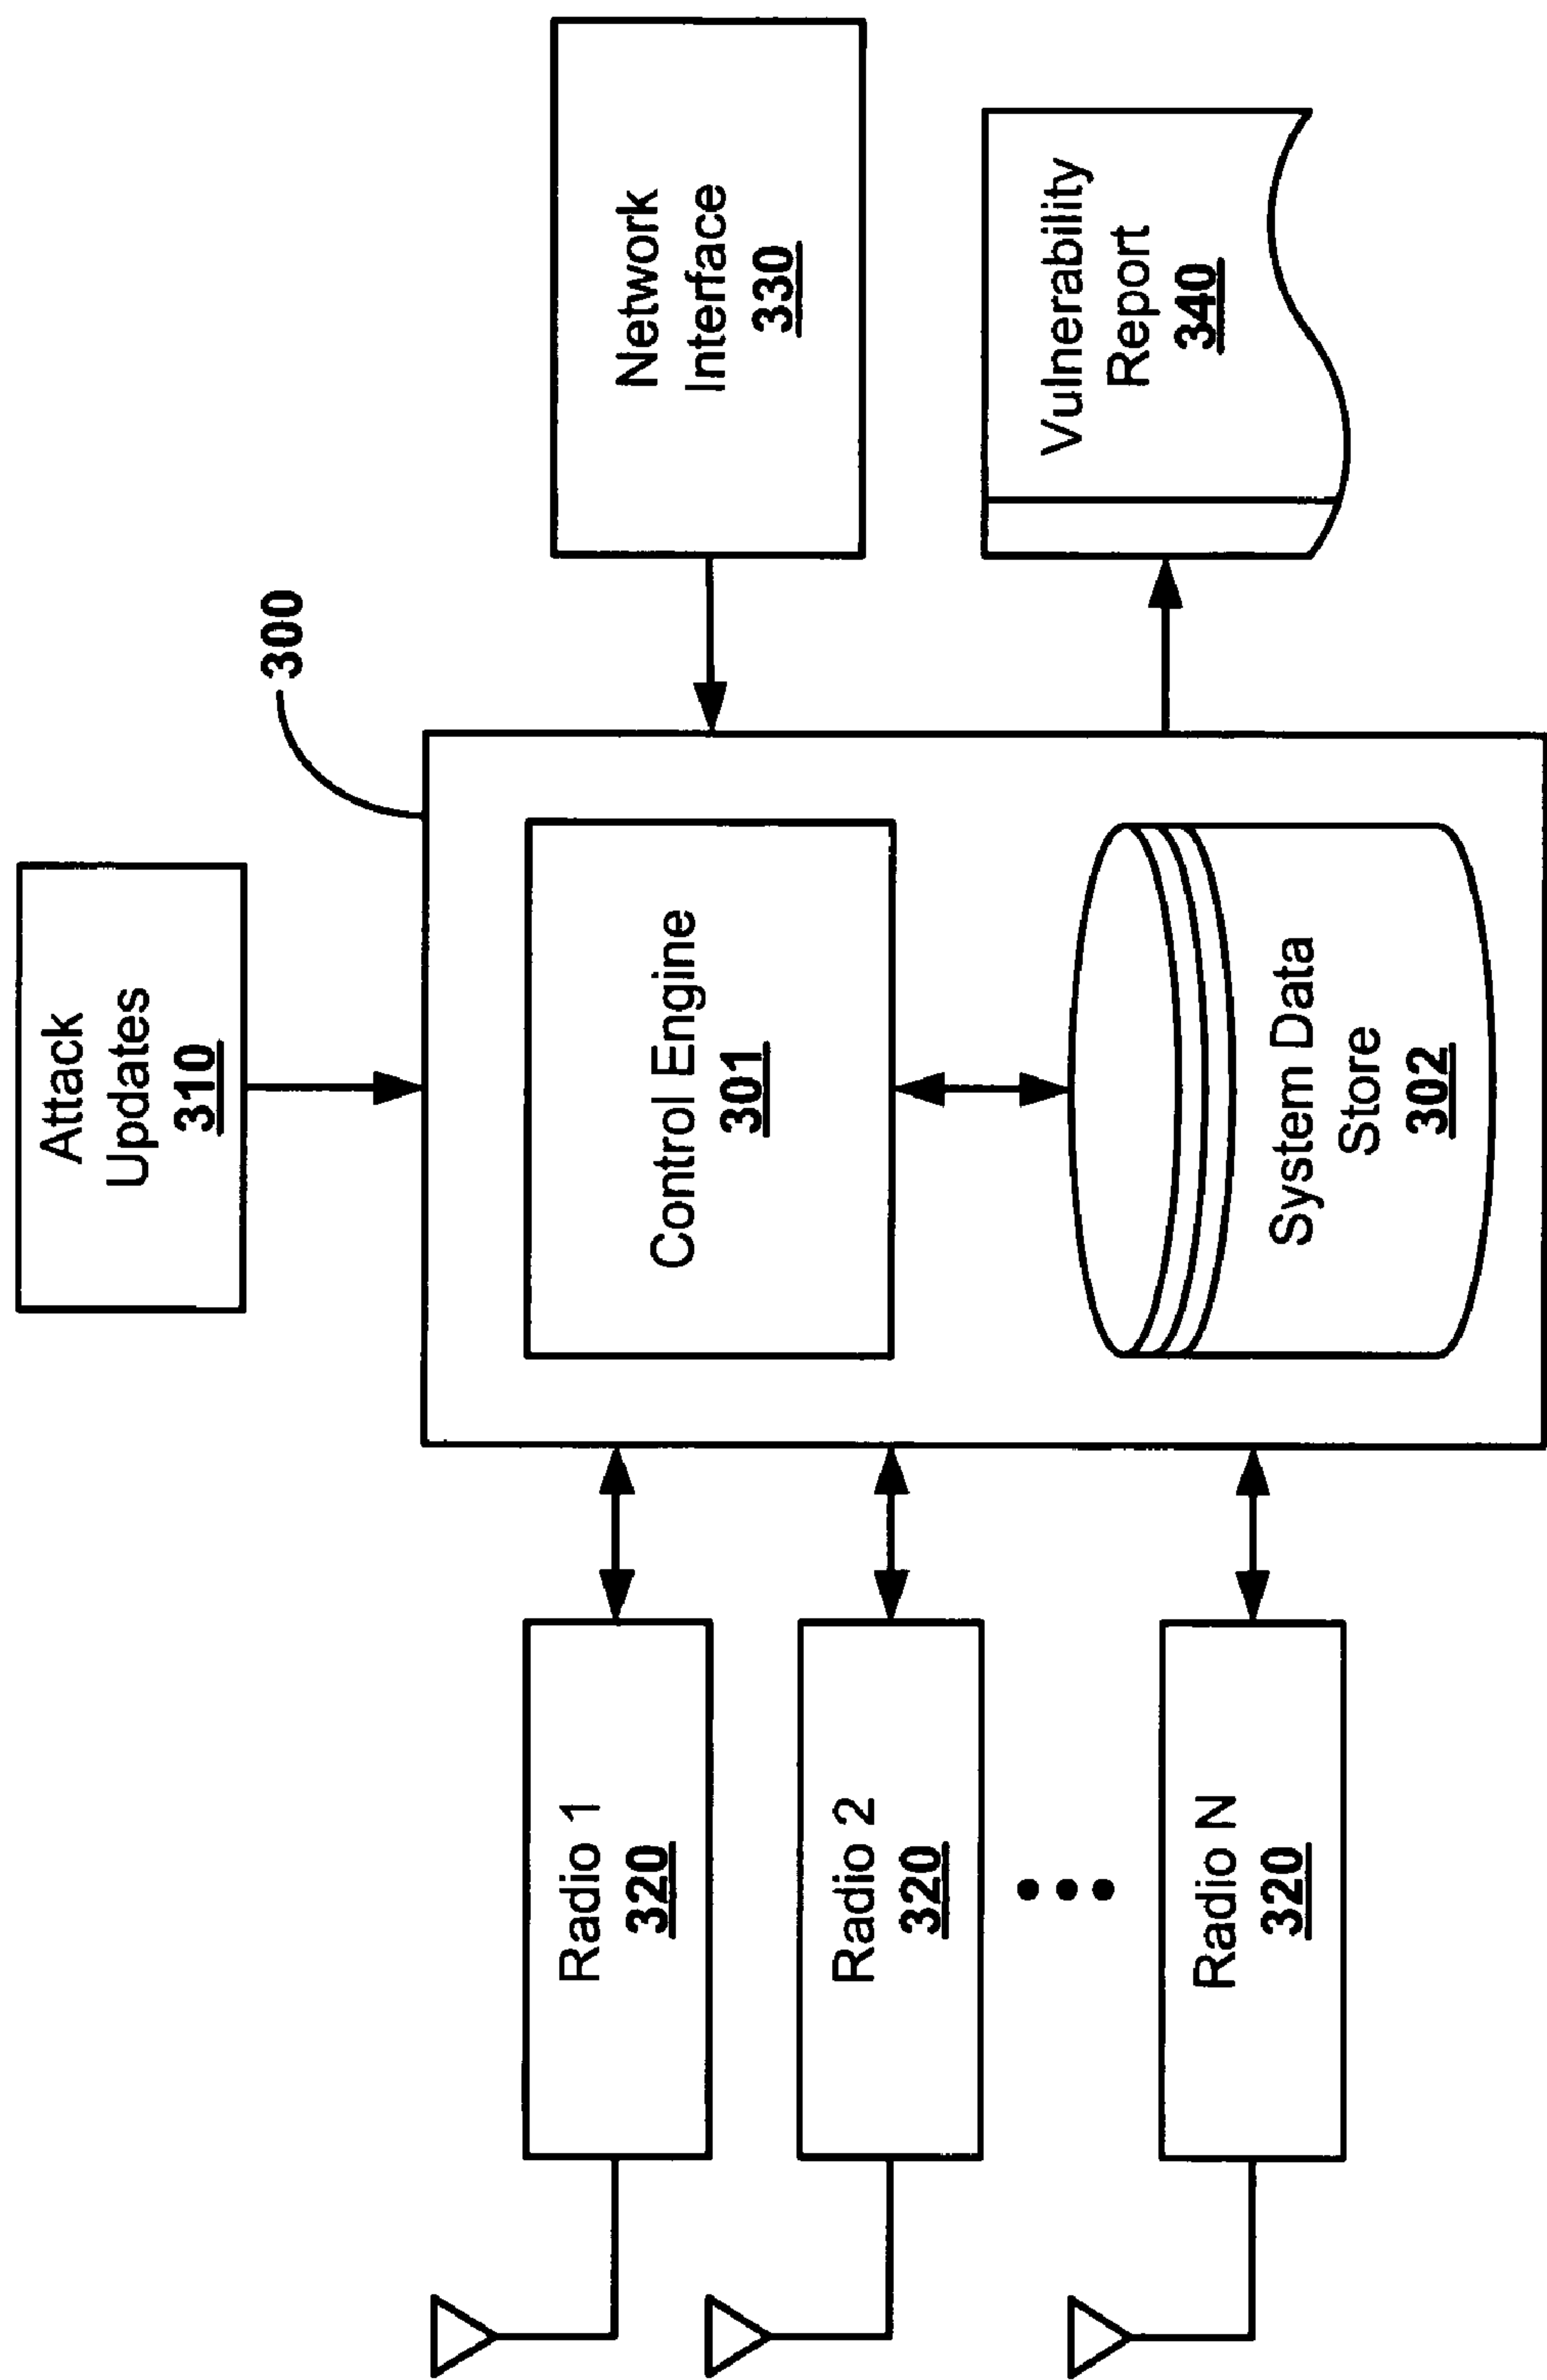 Attack
Updates
310
300
Radio 1
320
Radio 2
320
Radio N
320
Control Engine
301
System Data
Store
302
Network
Interface
330
Vulnerability
Report
340